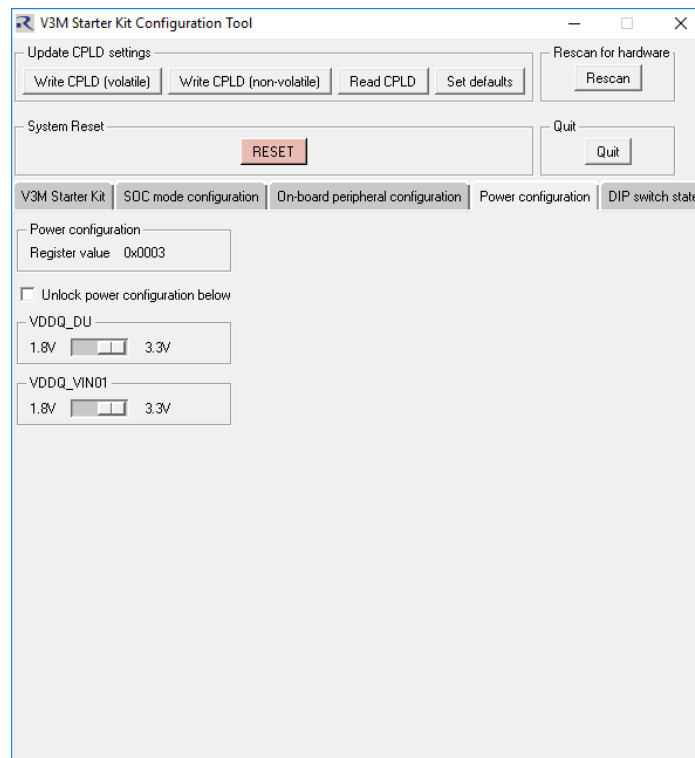 V3M Starter Kit Configuration Tool
Update CPLD settings
Rescan for hardware
Write CPLD (volatile) Write CPLD (non-volatile) Read CPLD Set defaults
Rescan
System Reset
Quit
RESET
Quit
V3M Starter Kit SOC mode configuration On-board peripheral configuration Power configuration DIP switch state
Power configuration
Register value 0x0003
Unlock power configuration below
VDDQ_DU
1.8V 3.3V
VDDQ_VIN01
1.8V 3.3V